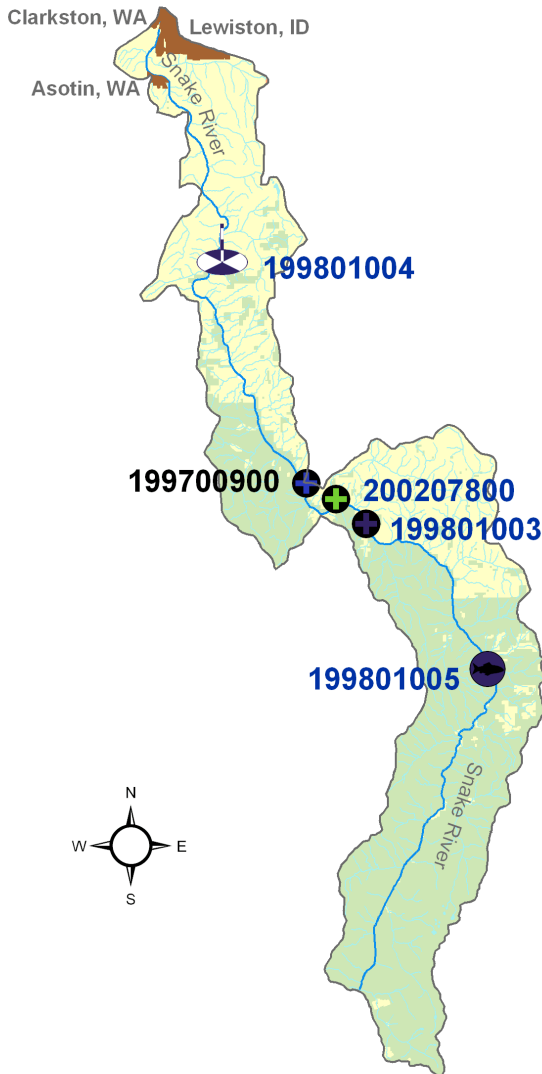 Clarkston, WA
Lewiston, ID
Snake River
Asotin, WA
199801004
199700900
200207800
199801003
199801005
Snake River
N
W
E
S